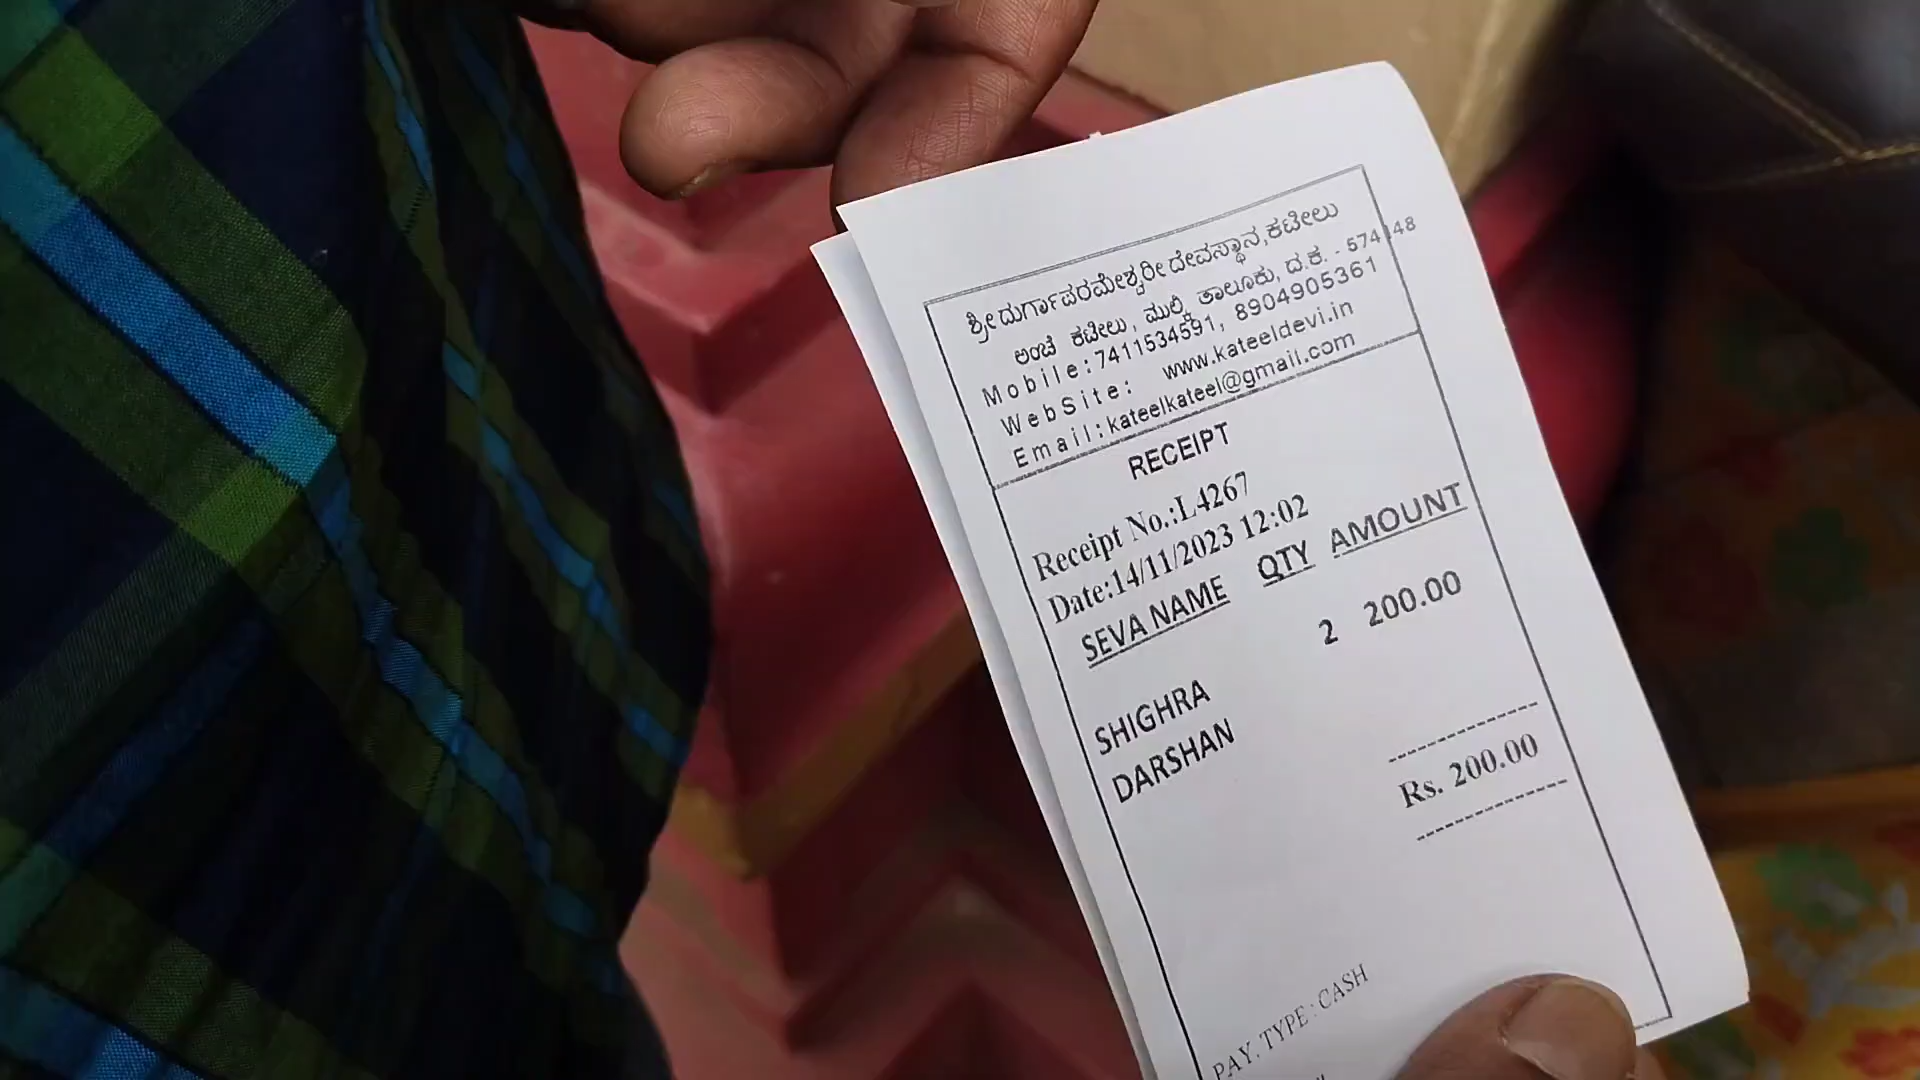 ಶ್ರೀ ದುರ್ಗಾಪರಮೇಶ್ವರೀ ದೇವಸ್ಥಾನ, ಕಟೀಲು
ಅಂಚೆ ಕಟೀಲು, ಮುಲ್ಕಿ ತಾಲೂಕು, ದ.ಕ. - 574148
Mobile:7411534591, 8904905361
WebSite: www.kateeldevi.in
Email:kateelkateel@gmail.com
RECEIPT
Receipt No.:L4267
Date:14/11/2023 12:02
SEVA NAME QTY AMOUNT
2 200.00
SHIGHRA
DARSHAN
Rs. 200.00
PAY. TYPE : CASH